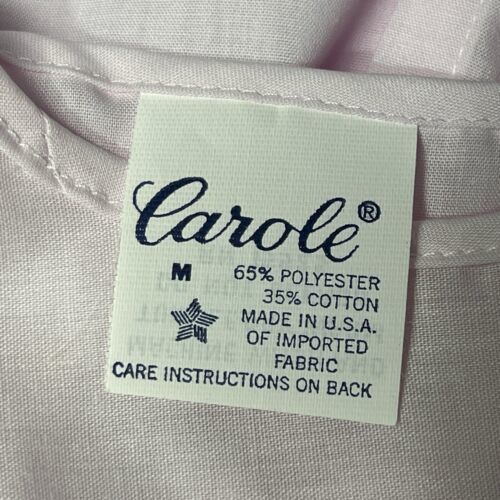 Carole®
M 65% POLYESTER
35% COTTON
MADE IN U.S.A.
OF IMPORTED
FABRIC
CARE INSTRUCTIONS ON BACK